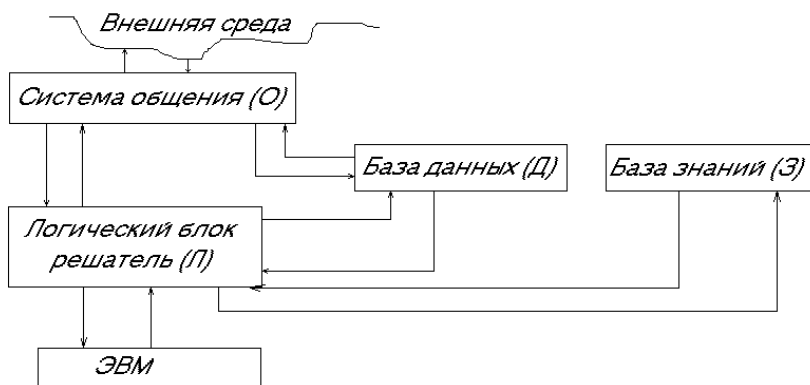 Внешняя среда
Система общения (О)
База данных (Д)
База знаний (З)
Логический блок
решатель (Л)
ЭВМ